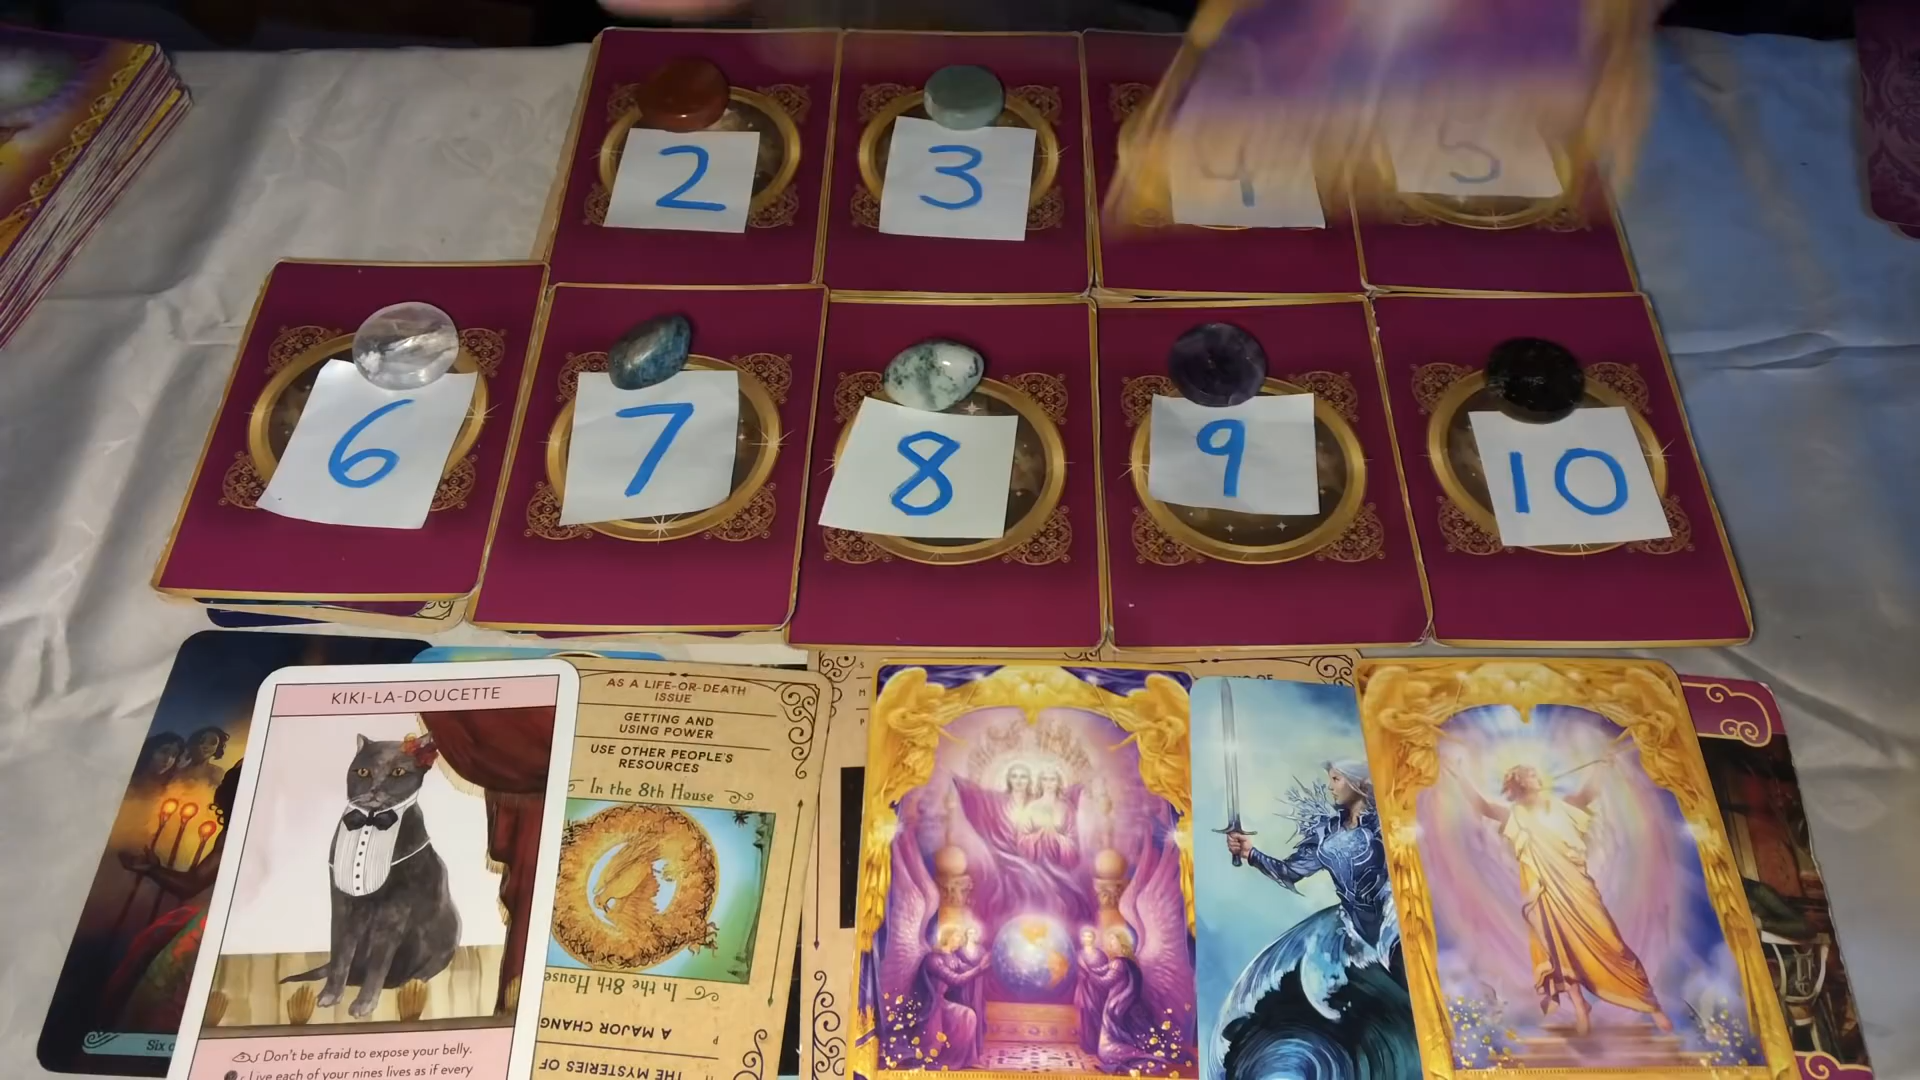 2
3
4
5
6
7
8
9
10
KIKI-LA-DOUCETTE
Don't be afraid to expose your belly.
Live each of your nines lives as if every
AS A LIFE-OR-DEATH
ISSUE
GETTING AND
USING POWER
USE OTHER PEOPLE'S
RESOURCES
In the 8th House
In the 8th House
A MAJOR CHANG
THE MYSTERIES OF
Six